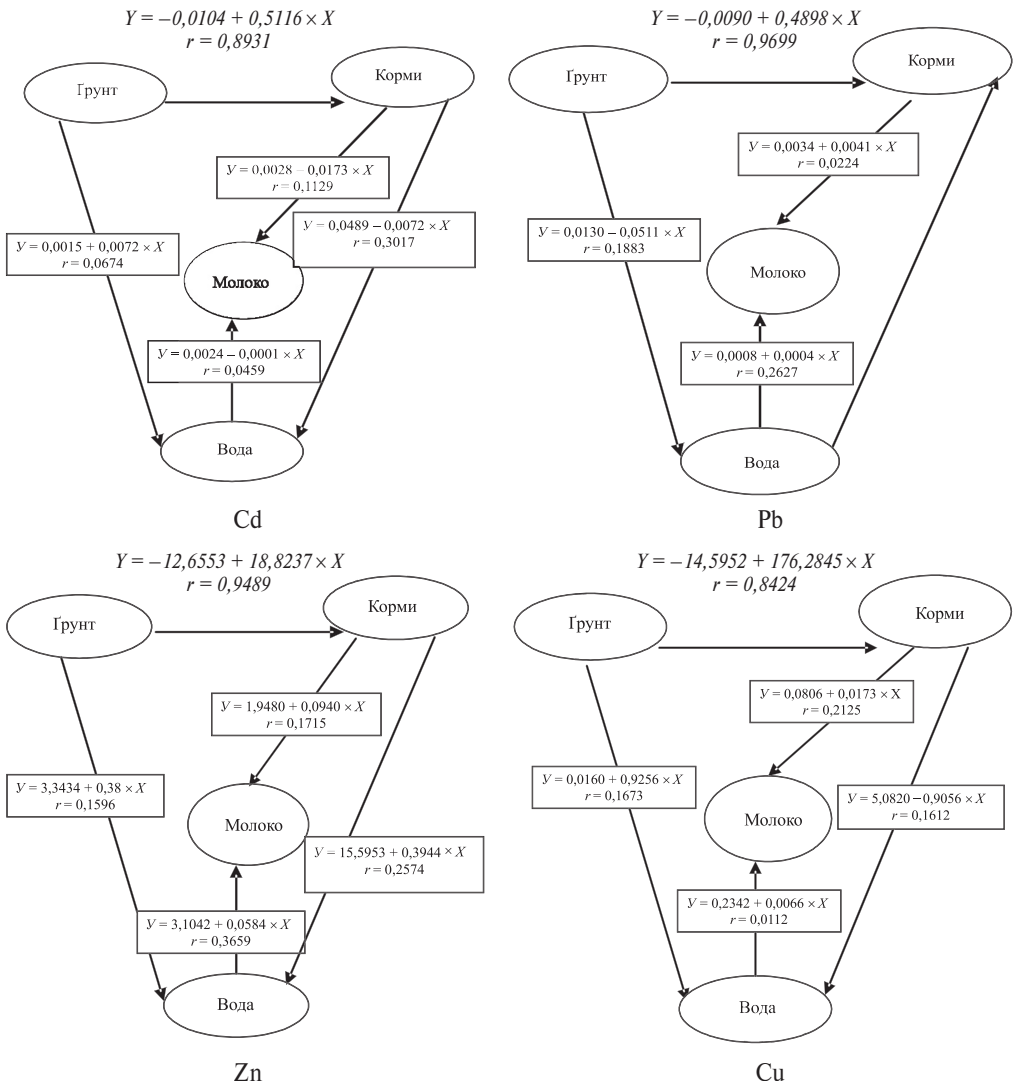 Y = –0,0104 + 0,5116 × X
r = 0,8931
Ґрунт
Корми
У = 0,0028 – 0,0173 × X
r = 0,1129
У = 0,0489 – 0,0072 × X
r = 0,3017
У = 0,0015 + 0,0072 × X
r = 0,0674
Молоко
У = 0,0024 – 0,0001 × X
r = 0,0459
Вода
Cd
Y = –0,0090 + 0,4898 × X
r = 0,9699
Ґрунт
Корми
У = 0,0034 + 0,0041 × X
r = 0,0224
У = 0,0130 – 0,0511 × X
r = 0,1883
Молоко
У = 0,0008 + 0,0004 × X
r = 0,2627
Вода
Pb
Y = –12,6553 + 18,8237 × X
r = 0,9489
Ґрунт
Корми
У = 1,9480 + 0,0940 × X
r = 0,1715
У = 3,3434 + 0,38 × X
r = 0,1596
Молоко
У = 15,5953 + 0,3944 × X
r = 0,2574
У = 3,1042 + 0,0584 × X
r = 0,3659
Вода
Zn
Y = –14,5952 + 176,2845 × X
r = 0,8424
Ґрунт
Корми
У = 0,0806 + 0,0173 × X
r = 0,2125
У = 0,0160 + 0,9256 × X
r = 0,1673
Молоко
У = 5,0820 – 0,9056 × X
r = 0,1612
У = 0,2342 + 0,0066 × X
r = 0,0112
Вода
Cu